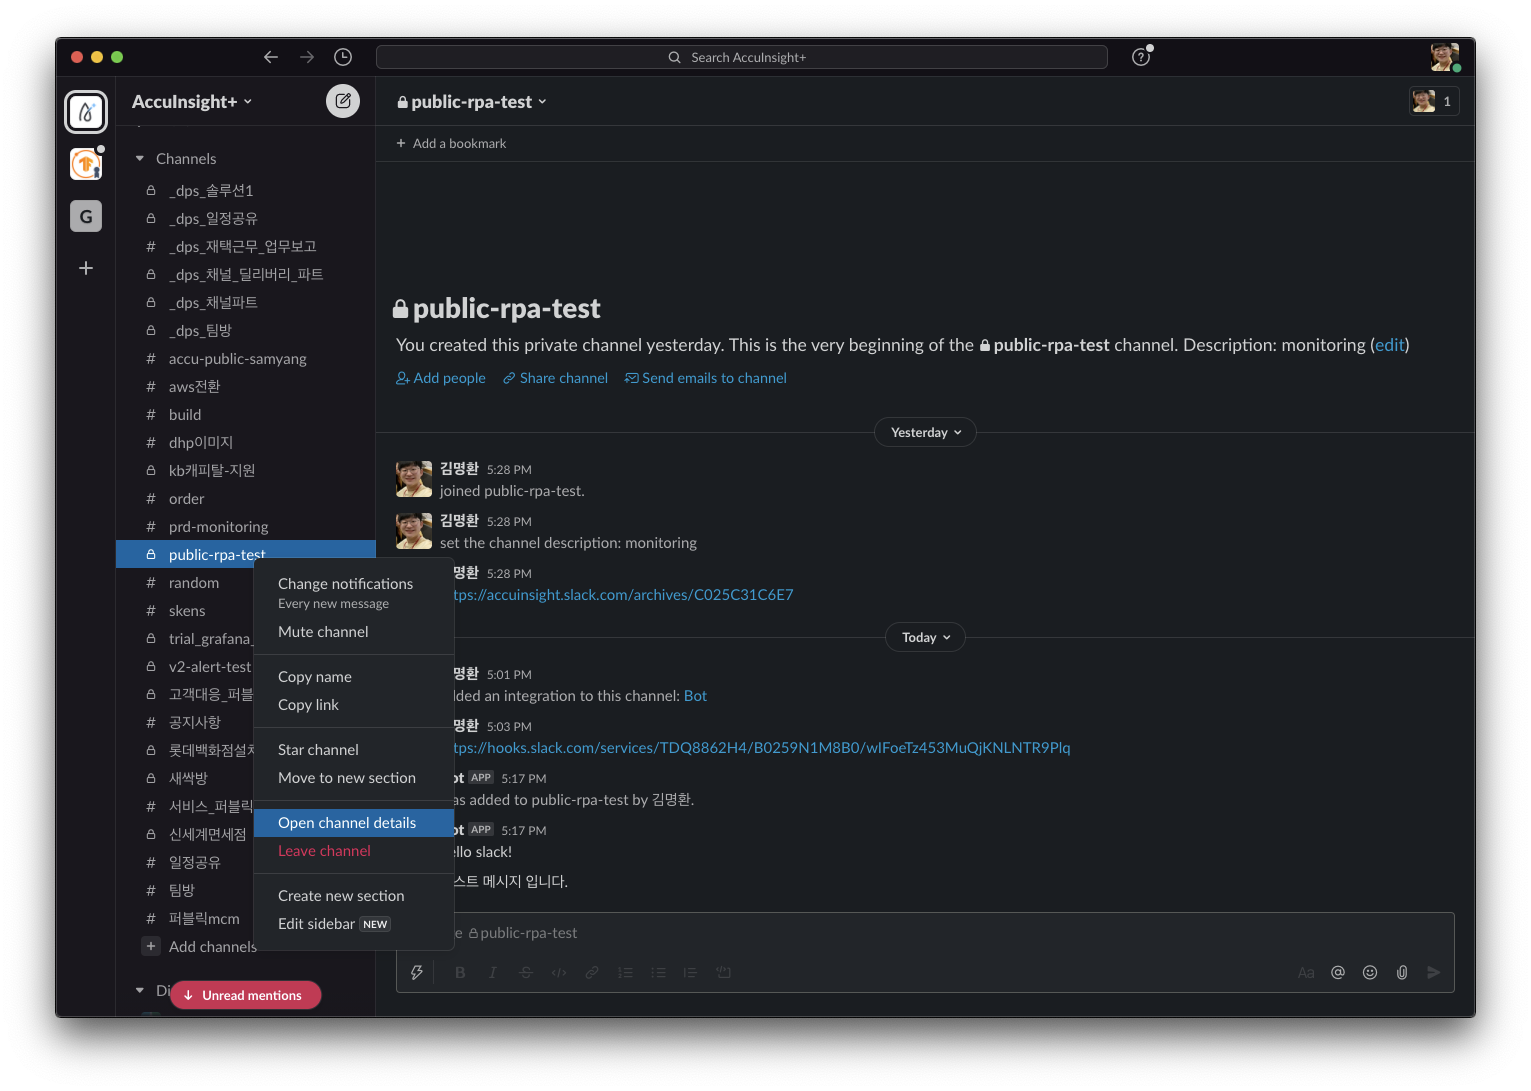 Search AccuInsight+
AccuInsight+
G
Channels
_dps_솔루션1
_dps_일정공유
# _dps_재택근무_업무보고
_dps_채널_딜리버리_파트
_dps_채널파트
_dps_팀방
# accu-public-samyang
# aws전환
# build
# dhp이미지
kb캐피탈-지원
# order
# prd-monitoring
public-rpa-test
# random
# skens
trial_grafana_
v2-alert-test
고객대응_퍼블
# 공지사항
롯데백화점설치
새싹방
# 서비스_퍼블릭
신세계면세점
# 일정공유
# 팀방
# 퍼블릭mcm
+ Add channels
Di
Unread mentions
Change notifications
Every new message
Mute channel
Copy name
Copy link
Star channel
Move to new section
Open channel details
Leave channel
Create new section
Edit sidebar NEW
public-rpa-test
1
+ Add a bookmark
public-rpa-test
You created this private channel yesterday. This is the very beginning of the public-rpa-test channel. Description: monitoring (edit)
Add people Share channel Send emails to channel
Yesterday
김명환 5:28 PM
joined public-rpa-test.
김명환 5:28 PM
set the channel description: monitoring
명환 5:28 PM
tps://accuinsight.slack.com/archives/C025C31C6E7
Today
명환 5:01 PM
ded an integration to this channel: Bot
명환 5:03 PM
tps://hooks.slack.com/services/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
ot APP 5:17 PM
as added to public-rpa-test by 김명환.
ot APP 5:17 PM
ello slack!
스트 메시지 입니다.
e public-rpa-test
B I S </> Aa @